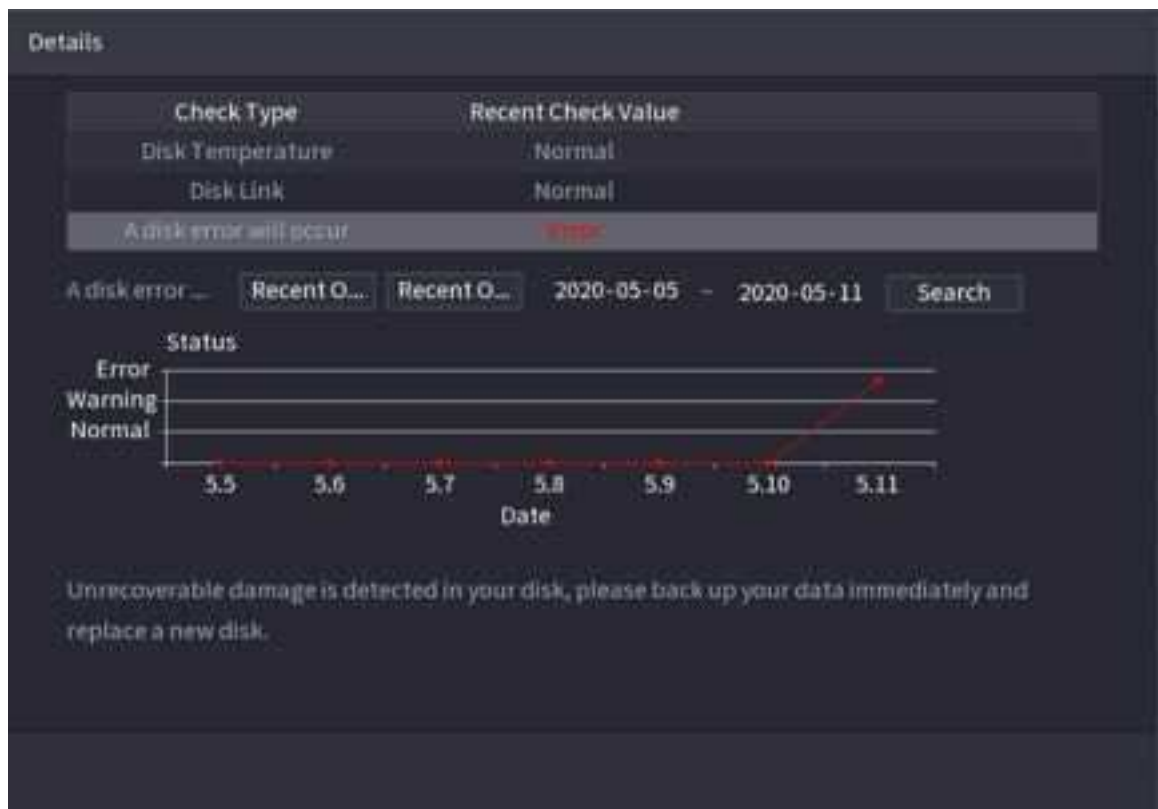 Details
Check Type Recent Check Value
Disk Temperature Normal
Disk Link Normal
A disk error will occur Error
A disk error ... Recent O... Recent O... 2020-05-05 - 2020-05-11 Search
Status
Error
Warning
Normal
5.5 5.6 5.7 5.8 5.9 5.10 5.11
Date
Unrecoverable damage is detected in your disk, please back up your data immediately and
replace a new disk.